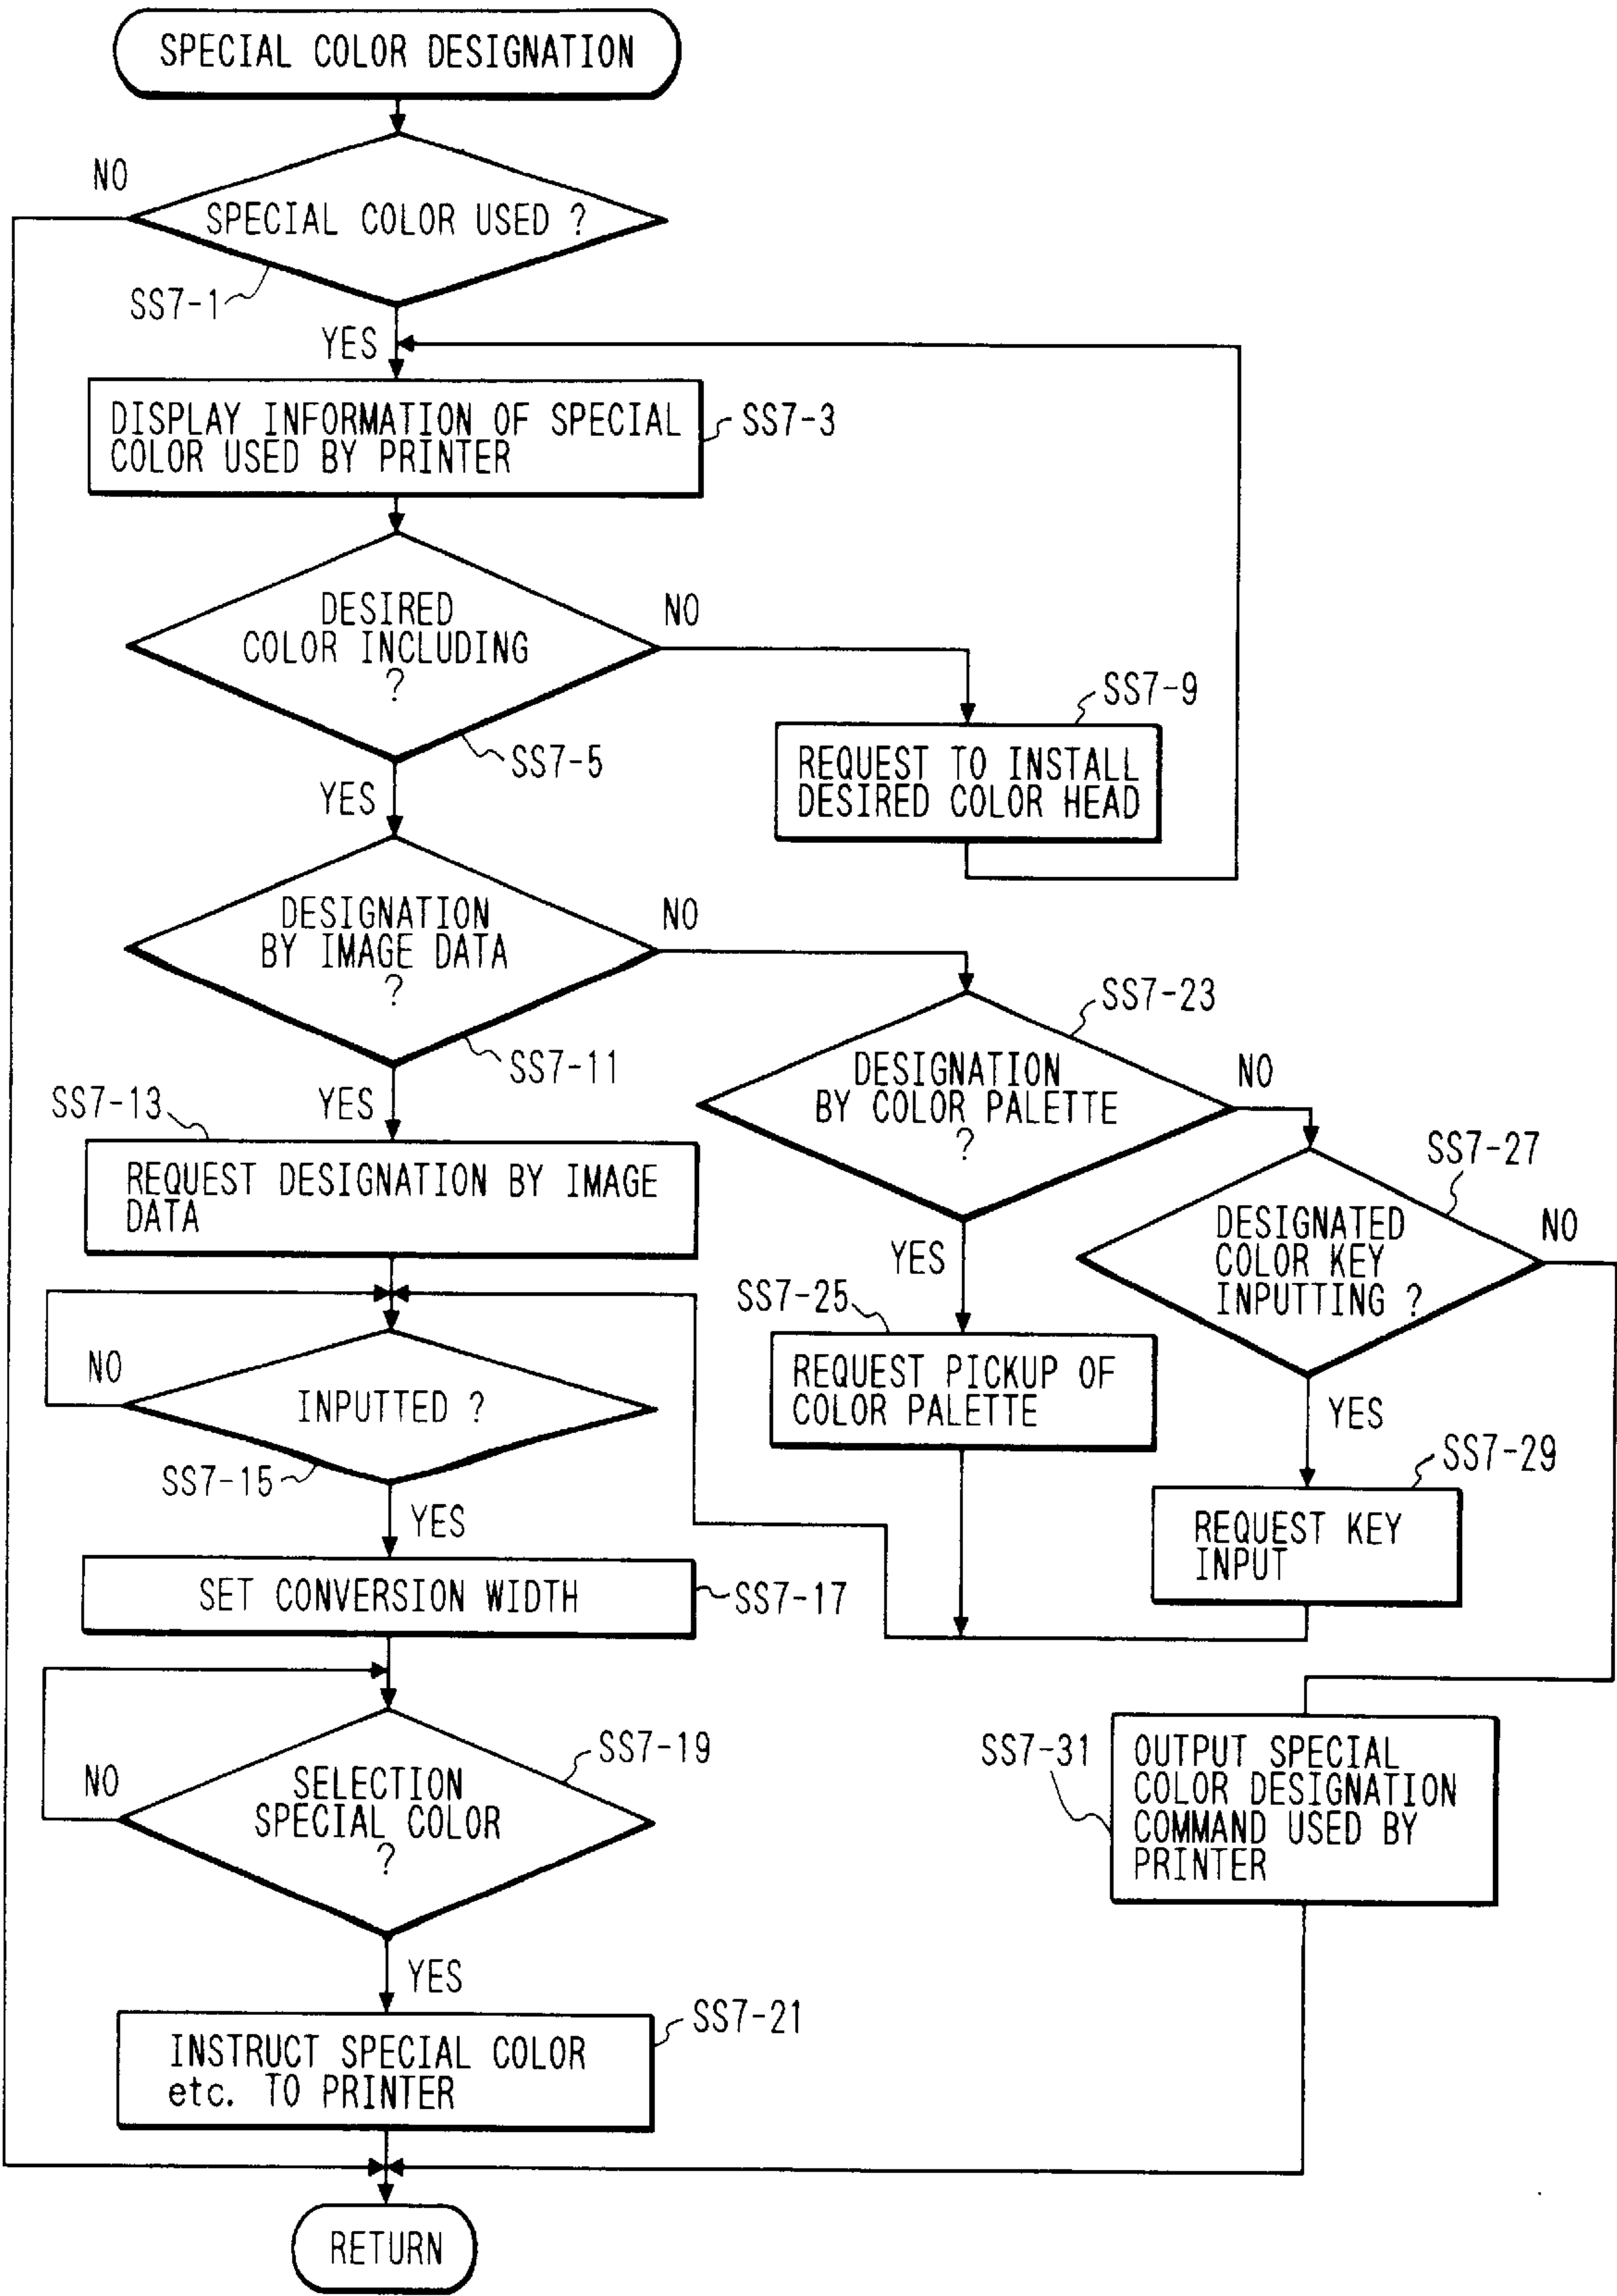 SPECIAL COLOR DESIGNATION
NO
SPECIAL COLOR USED ?
SS7-1
YES
DISPLAY INFORMATION OF SPECIAL
COLOR USED BY PRINTER
SS7-3
DESIRED
COLOR INCLUDING
?
NO
SS7-5
YES
SS7-9
REQUEST TO INSTALL
DESIRED COLOR HEAD
DESIGNATION
BY IMAGE DATA
?
NO
SS7-11
YES
SS7-23
DESIGNATION
BY COLOR PALETTE
?
NO
SS7-13
REQUEST DESIGNATION BY IMAGE
DATA
SS7-27
DESIGNATED
COLOR KEY
INPUTTING ?
NO
YES
SS7-25
REQUEST PICKUP OF
COLOR PALETTE
YES
SS7-29
REQUEST KEY
INPUT
NO
INPUTTED ?
SS7-15
YES
SET CONVERSION WIDTH
SS7-17
SS7-19
NO
SELECTION
SPECIAL COLOR
?
SS7-31
OUTPUT SPECIAL
COLOR DESIGNATION
COMMAND USED BY
PRINTER
YES
SS7-21
INSTRUCT SPECIAL COLOR
etc. TO PRINTER
RETURN